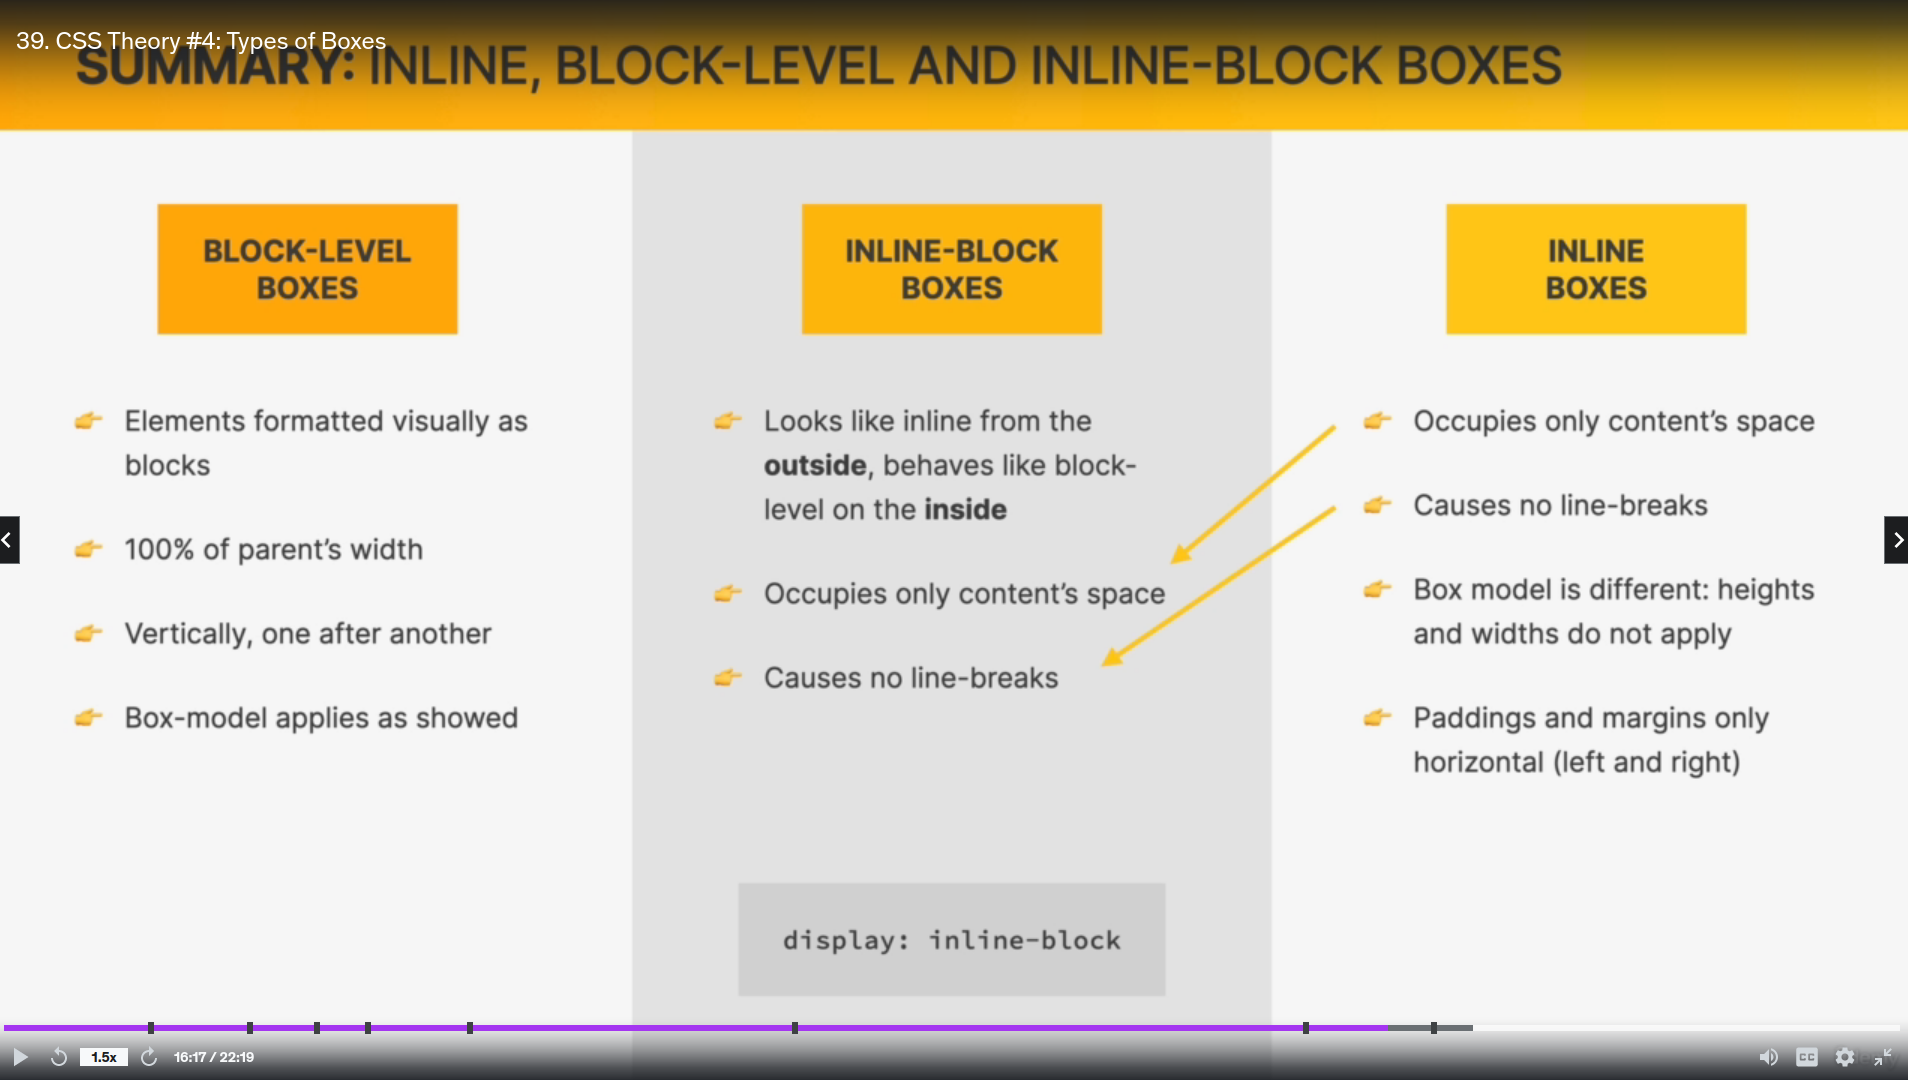 39. CSS Theory #4: Types of Boxes
SUMMARY: INLINE, BLOCK-LEVEL AND INLINE-BLOCK BOXES
BLOCK-LEVEL
BOXES
Elements formatted visually as
blocks
100% of parent’s width
Vertically, one after another
Box-model applies as showed
INLINE-BLOCK
BOXES
Looks like inline from the
outside, behaves like block-
level on the inside
Occupies only content’s space
Causes no line-breaks
display: inline-block
INLINE
BOXES
Occupies only content’s space
Causes no line-breaks
Box model is different: heights
and widths do not apply
Paddings and margins only
horizontal (left and right)
1.5x
16:17 / 22:19
CC